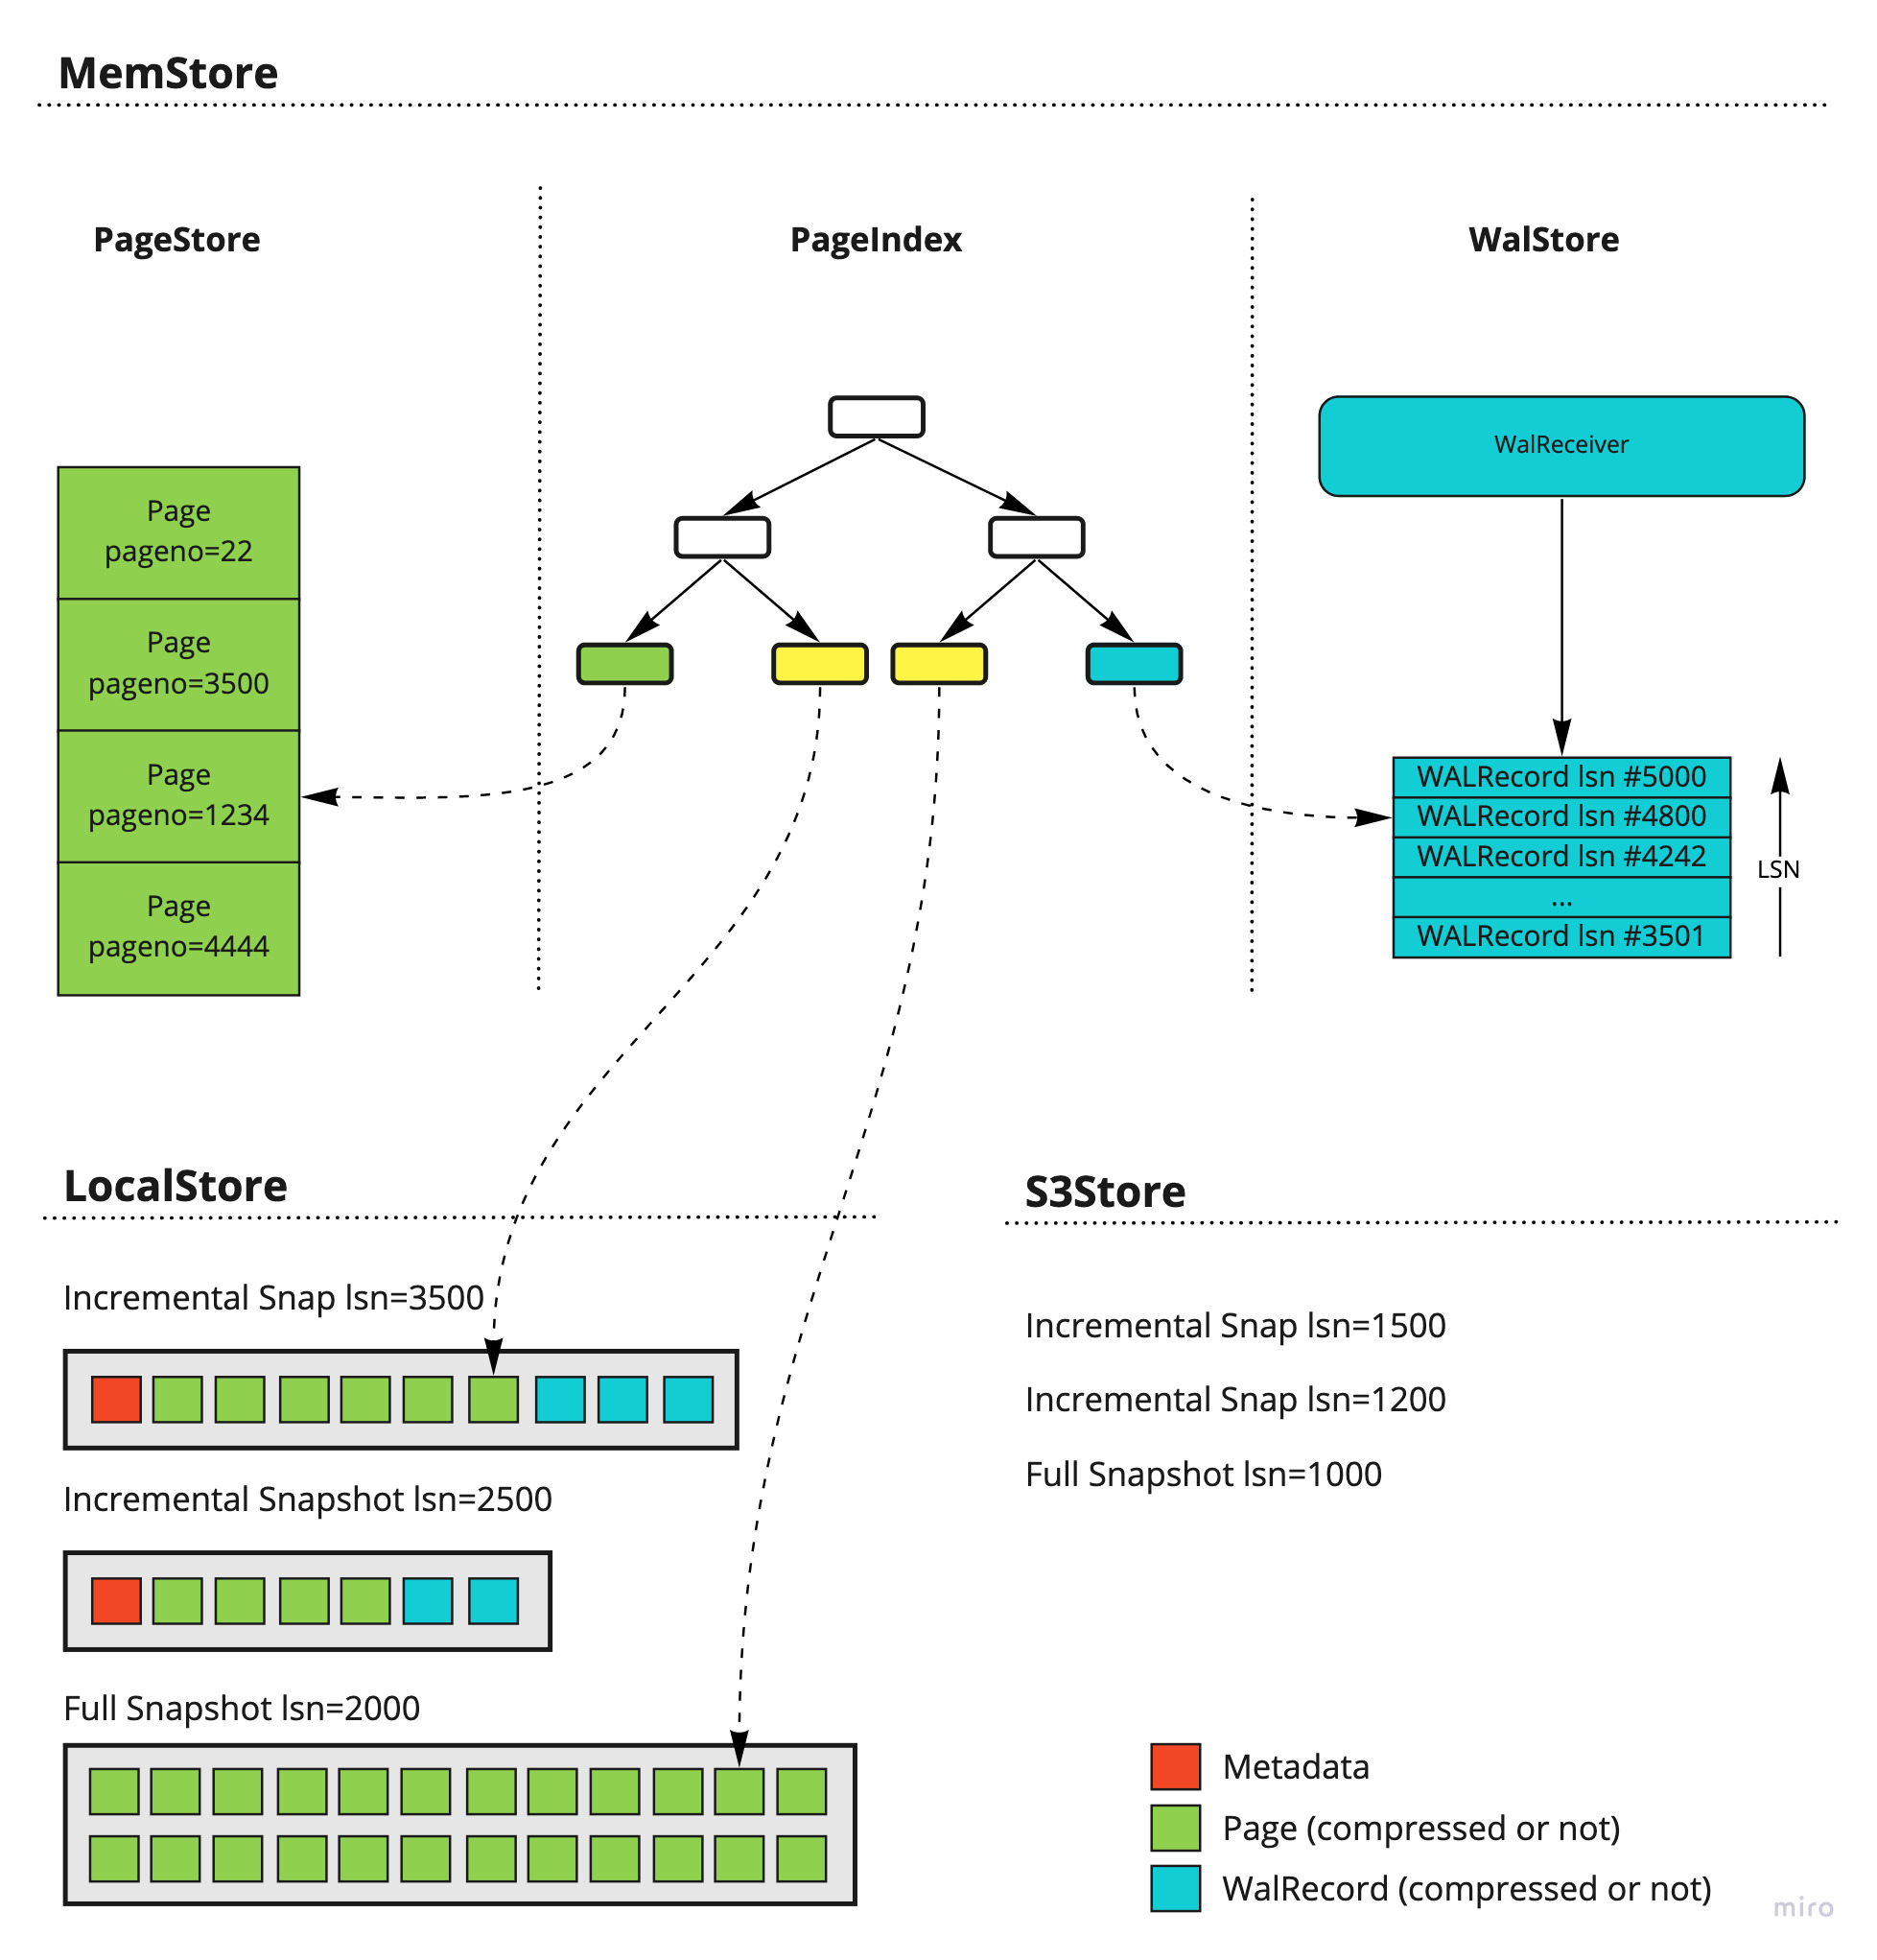 MemStore
PageStore
PageIndex
WalStore
Page
pageno=22
Page
pageno=3500
Page
pageno=1234
Page
pageno=4444
WalReceiver
WALRecord lsn #5000
WALRecord lsn #4800
WALRecord lsn #4242
...
WALRecord lsn #3501
LSN
LocalStore
Incremental Snap lsn=3500
Incremental Snapshot lsn=2500
Full Snapshot lsn=2000
S3Store
Incremental Snap lsn=1500
Incremental Snap lsn=1200
Full Snapshot lsn=1000
Metadata
Page (compressed or not)
WalRecord (compressed or not)
miro